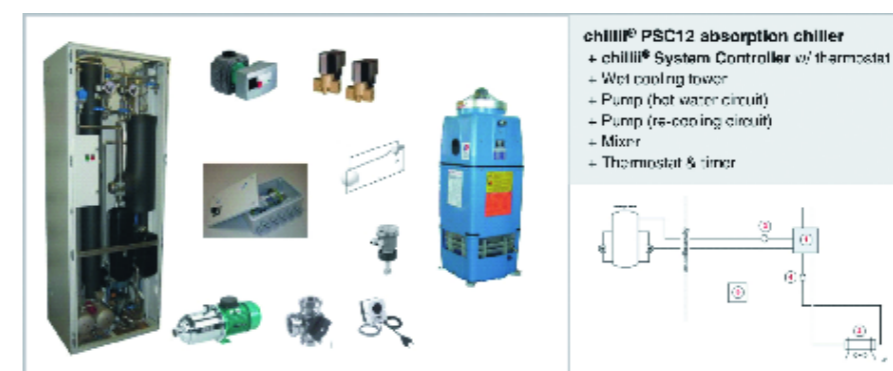 chillii® PSC12 absorption chiller
+ chillii® System Controller w/ thermostat
+ Wet cooling tower
+ Pump (hot water circuit)
+ Pump (re-cooling circuit)
+ Mixer
+ Thermostat & timer